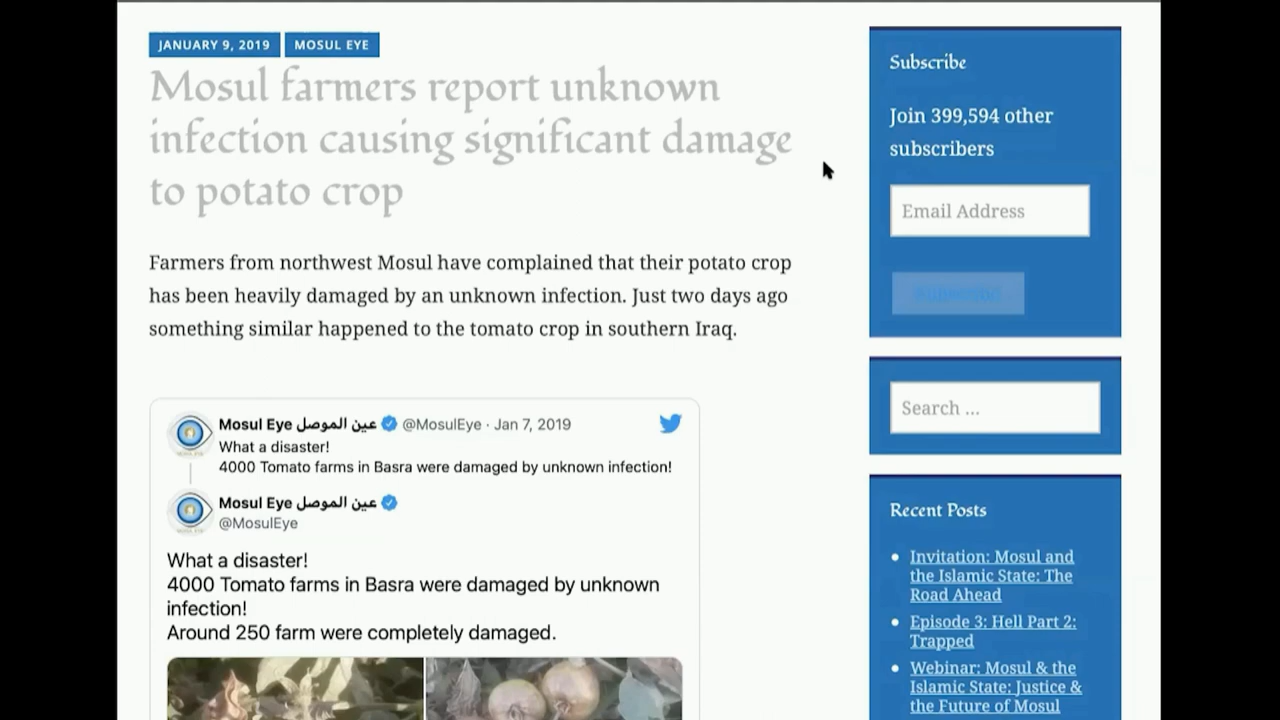 JANUARY 9, 2019 MOSUL EYE
Mosul farmers report unknown
infection causing significant damage
to potato crop
Farmers from northwest Mosul have complained that their potato crop
has been heavily damaged by an unknown infection. Just two days ago
something similar happened to the tomato crop in southern Iraq.
Mosul Eye عين الموصل @MosulEye · Jan 7, 2019
What a disaster!
4000 Tomato farms in Basra were damaged by unknown infection!
Mosul Eye عين الموصل
@MosulEye
What a disaster!
4000 Tomato farms in Basra were damaged by unknown
infection!
Around 250 farm were completely damaged.
Subscribe
Join 399,594 other
subscribers
Email Address
Search ...
Recent Posts
Invitation: Mosul and
the Islamic State: The
Road Ahead
Episode 3: Hell Part 2:
Trapped
Webinar: Mosul & the
Islamic State: Justice &
the Future of Mosul